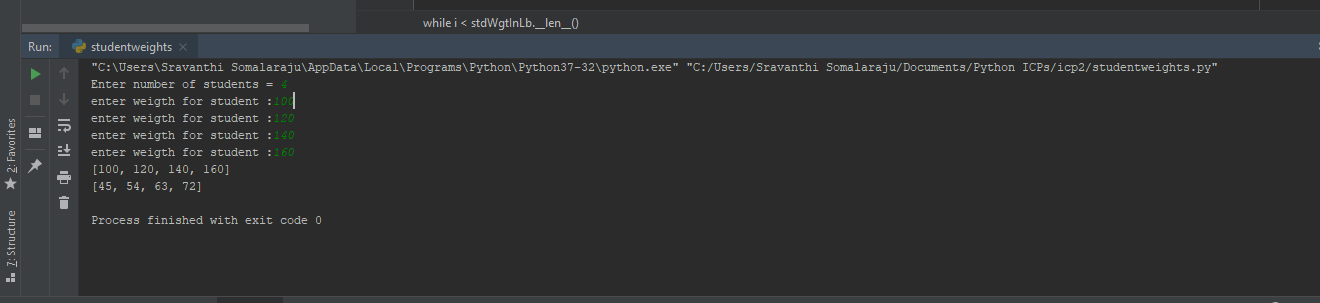 while i < stdWgtInLb.__len__()
Run: studentweights
"C:\Users\Sravanthi Somalaraju\AppData\Local\Programs\Python\Python37-32\python.exe" "C:/Users/Sravanthi Somalaraju/Documents/Python ICPs/icp2/studentweights.py"
Enter number of students = 4
enter weigth for student :100
enter weigth for student :120
enter weigth for student :140
enter weigth for student :160
[100, 120, 140, 160]
[45, 54, 63, 72]
Process finished with exit code 0
2: Favorites
7: Structure